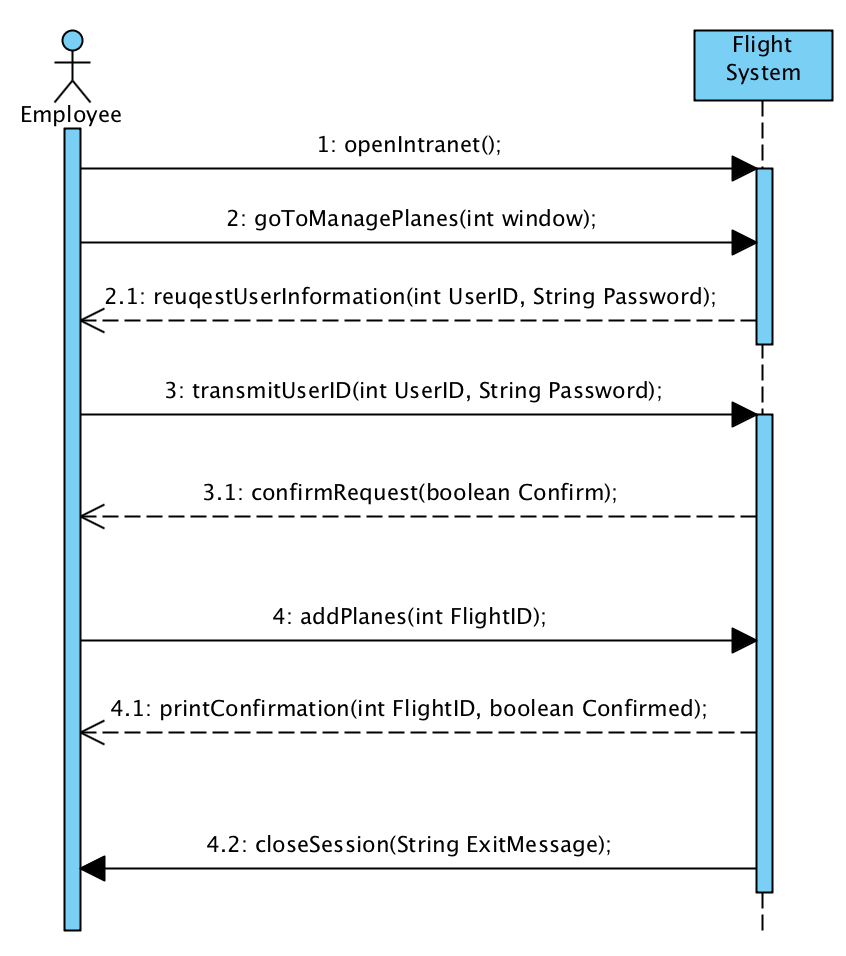 Flight
System
Employee
1: openIntranet();
2: goToManagePlanes(int window);
2.1: reuqestUserInformation(int UserID, String Password);
3: transmitUserID(int UserID, String Password);
3.1: confirmRequest(boolean Confirm);
4: addPlanes(int FlightID);
4.1: printConfirmation(int FlightID, boolean Confirmed);
4.2: closeSession(String ExitMessage);